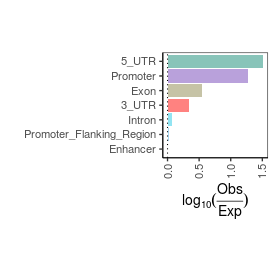 5_UTR
Promoter
Exon
3_UTR
Intron
Promoter_Flanking_Region
Enhancer
0.0 0.5 1.0 1.5
log10(Obs/Exp)